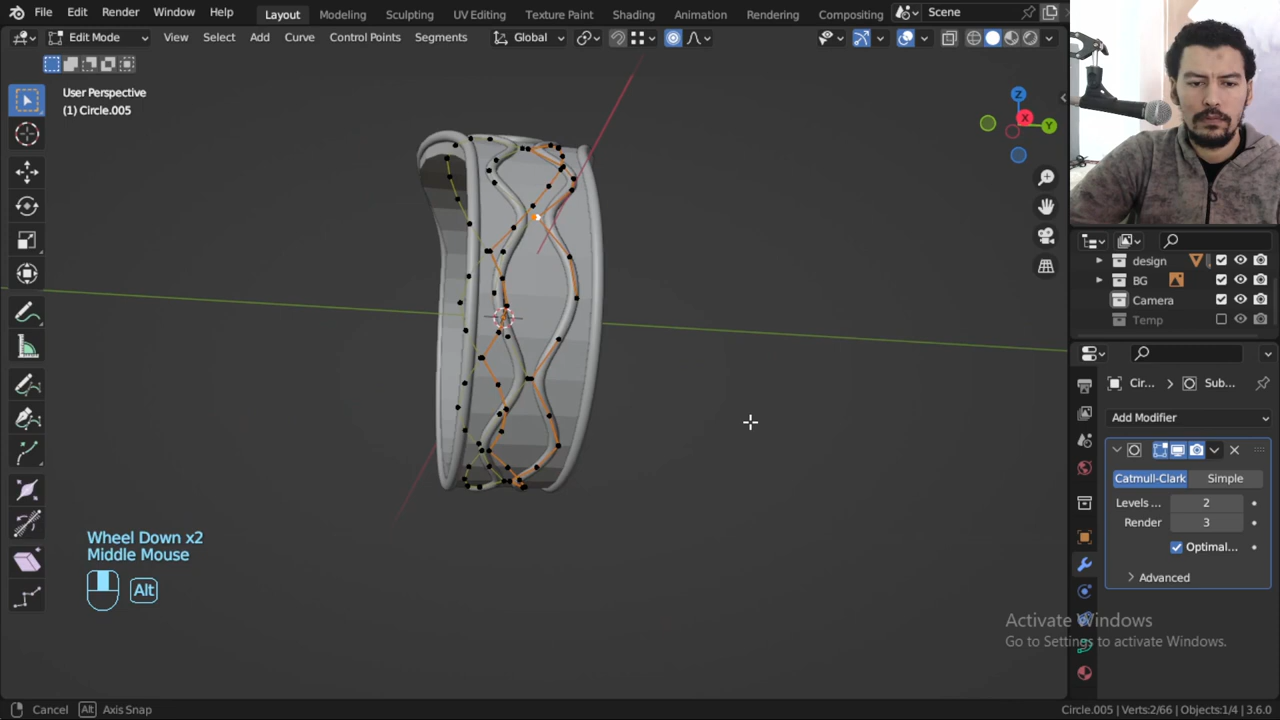 File Edit Render Window Help Layout Modeling Sculpting UV Editing Texture Paint Shading Animation Rendering Compositing Scene
Edit Mode View Select Add Curve Control Points Segments Global
User Perspective
(1) Circle.005
Z
X
Y
design
BG
Camera
Temp
Cir... Sub...
Add Modifier
Catmull-Clark Simple
Levels ... 2
Render 3
Optimal...
Advanced
Wheel Down x2
Middle Mouse
Alt
Activate Windows
Go to Settings to activate Windows.
Cancel Alt Axis Snap Circle.005 | Verts:2/66 | Objects:1/4 | 3.6.0